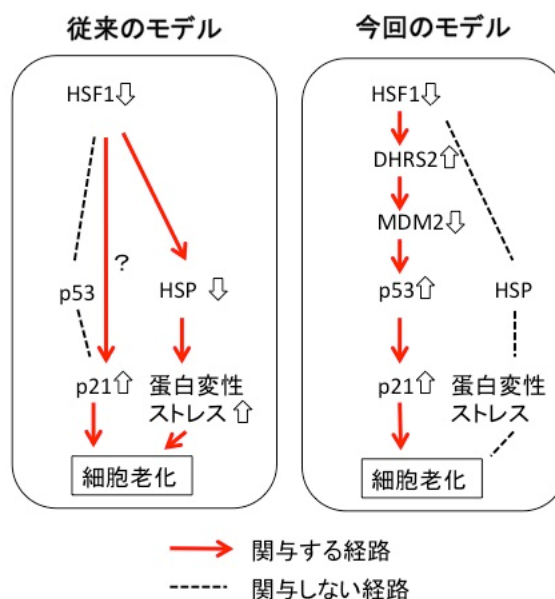 従来のモデル
HSF1⇩
?
p53
HSP ⇩
p21⇧
蛋白変性
ストレス⇧
細胞老化
今回のモデル
HSF1⇩
DHRS2⇧
MDM2⇩
p53⇧
HSP
p21⇧
蛋白変性
ストレス
細胞老化
関与する経路
関与しない経路